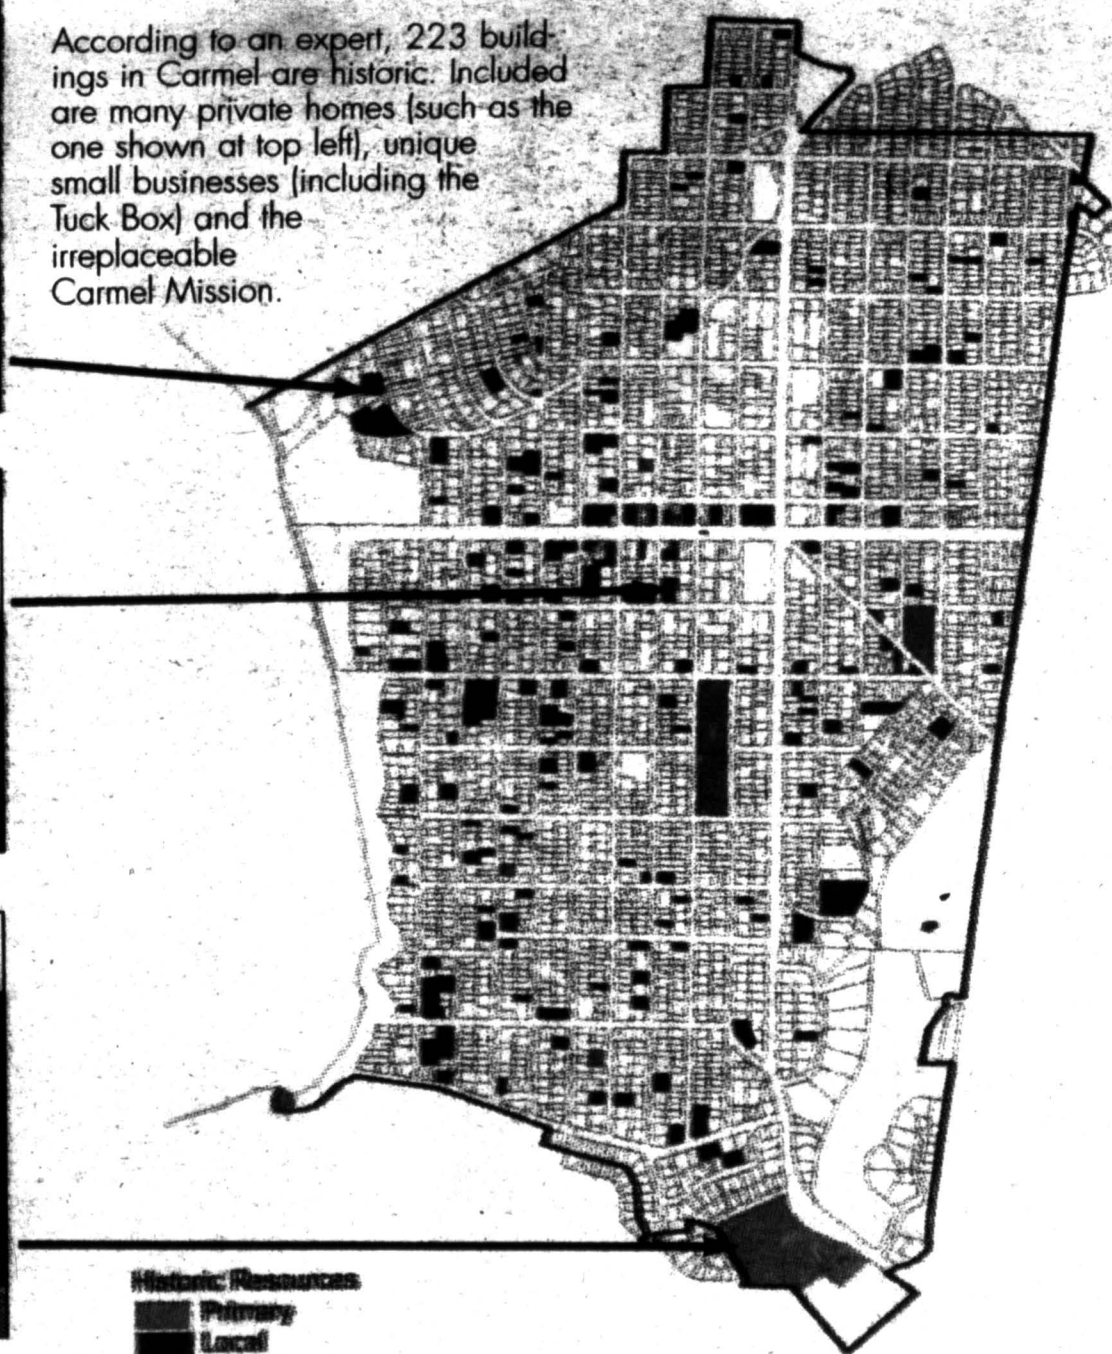 According to an expert, 223 build-
ings in Carmel are historic. Included
are many private homes (such as the
one shown at top left), unique
small businesses (including the
Tuck Box) and the
irreplaceable
Carmel Mission.
Historic Resources
Primary
Local